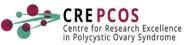 CREPCOS
Centre for Research Excellence
in Polycystic Ovary Syndrome